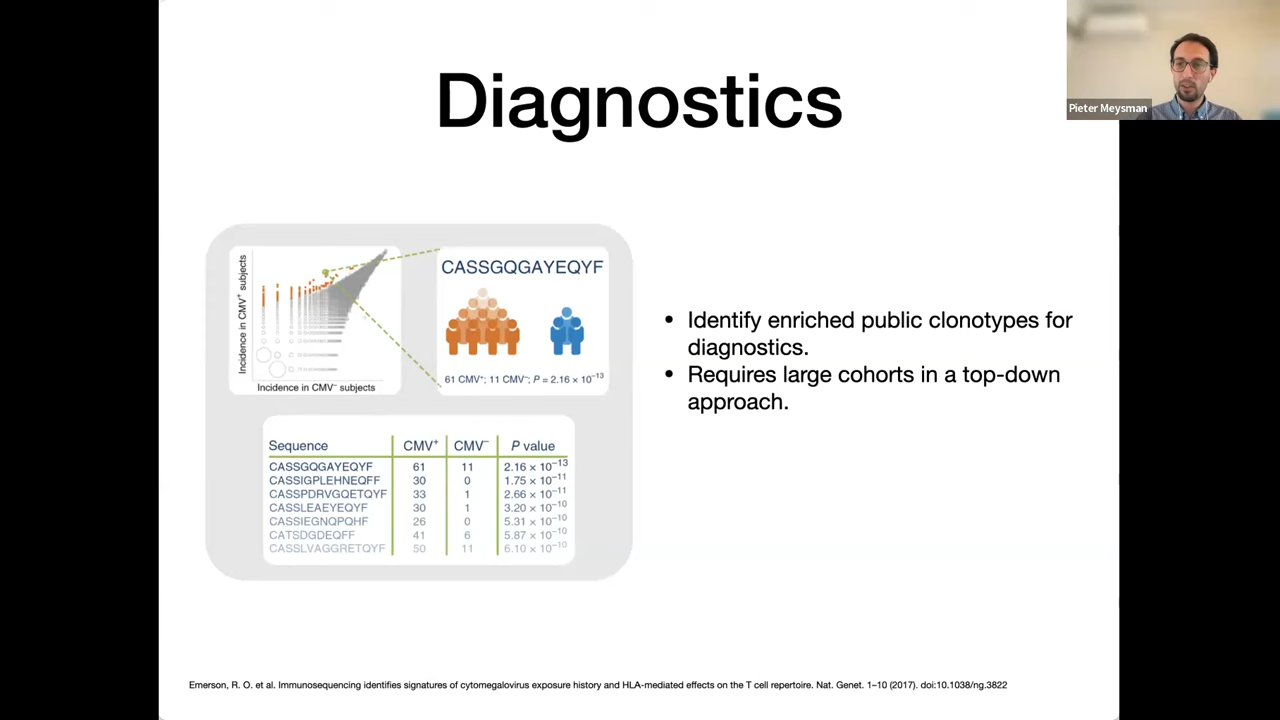 Diagnostics
Pieter Meysman
Incidence in CMV⁺ subjects
Incidence in CMV⁻ subjects
CASSGQGAYEQYF
61 CMV⁺; 11 CMV⁻; P = 2.16 × 10⁻¹³
Sequence CMV⁺ CMV⁻ P value
CASSGQGAYEQYF 61 11 2.16 × 10⁻¹³
CASSIGPLEHNEQFF 30 0 1.75 × 10⁻¹¹
CASSPDRVGQETQYF 33 1 2.66 × 10⁻¹¹
CASSLEAEYEQYF 30 1 3.20 × 10⁻¹⁰
CASSIEGNQPQHF 26 0 5.31 × 10⁻¹⁰
CATSDGDEQFF 41 6 5.87 × 10⁻¹⁰
CASSLVAGGRETQYF 50 11 6.10 × 10⁻¹⁰
• Identify enriched public clonotypes for
diagnostics.
• Requires large cohorts in a top-down
approach.
Emerson, R. O. et al. Immunosequencing identifies signatures of cytomegalovirus exposure history and HLA-mediated effects on the T cell repertoire. Nat. Genet. 1–10 (2017). doi:10.1038/ng.3822